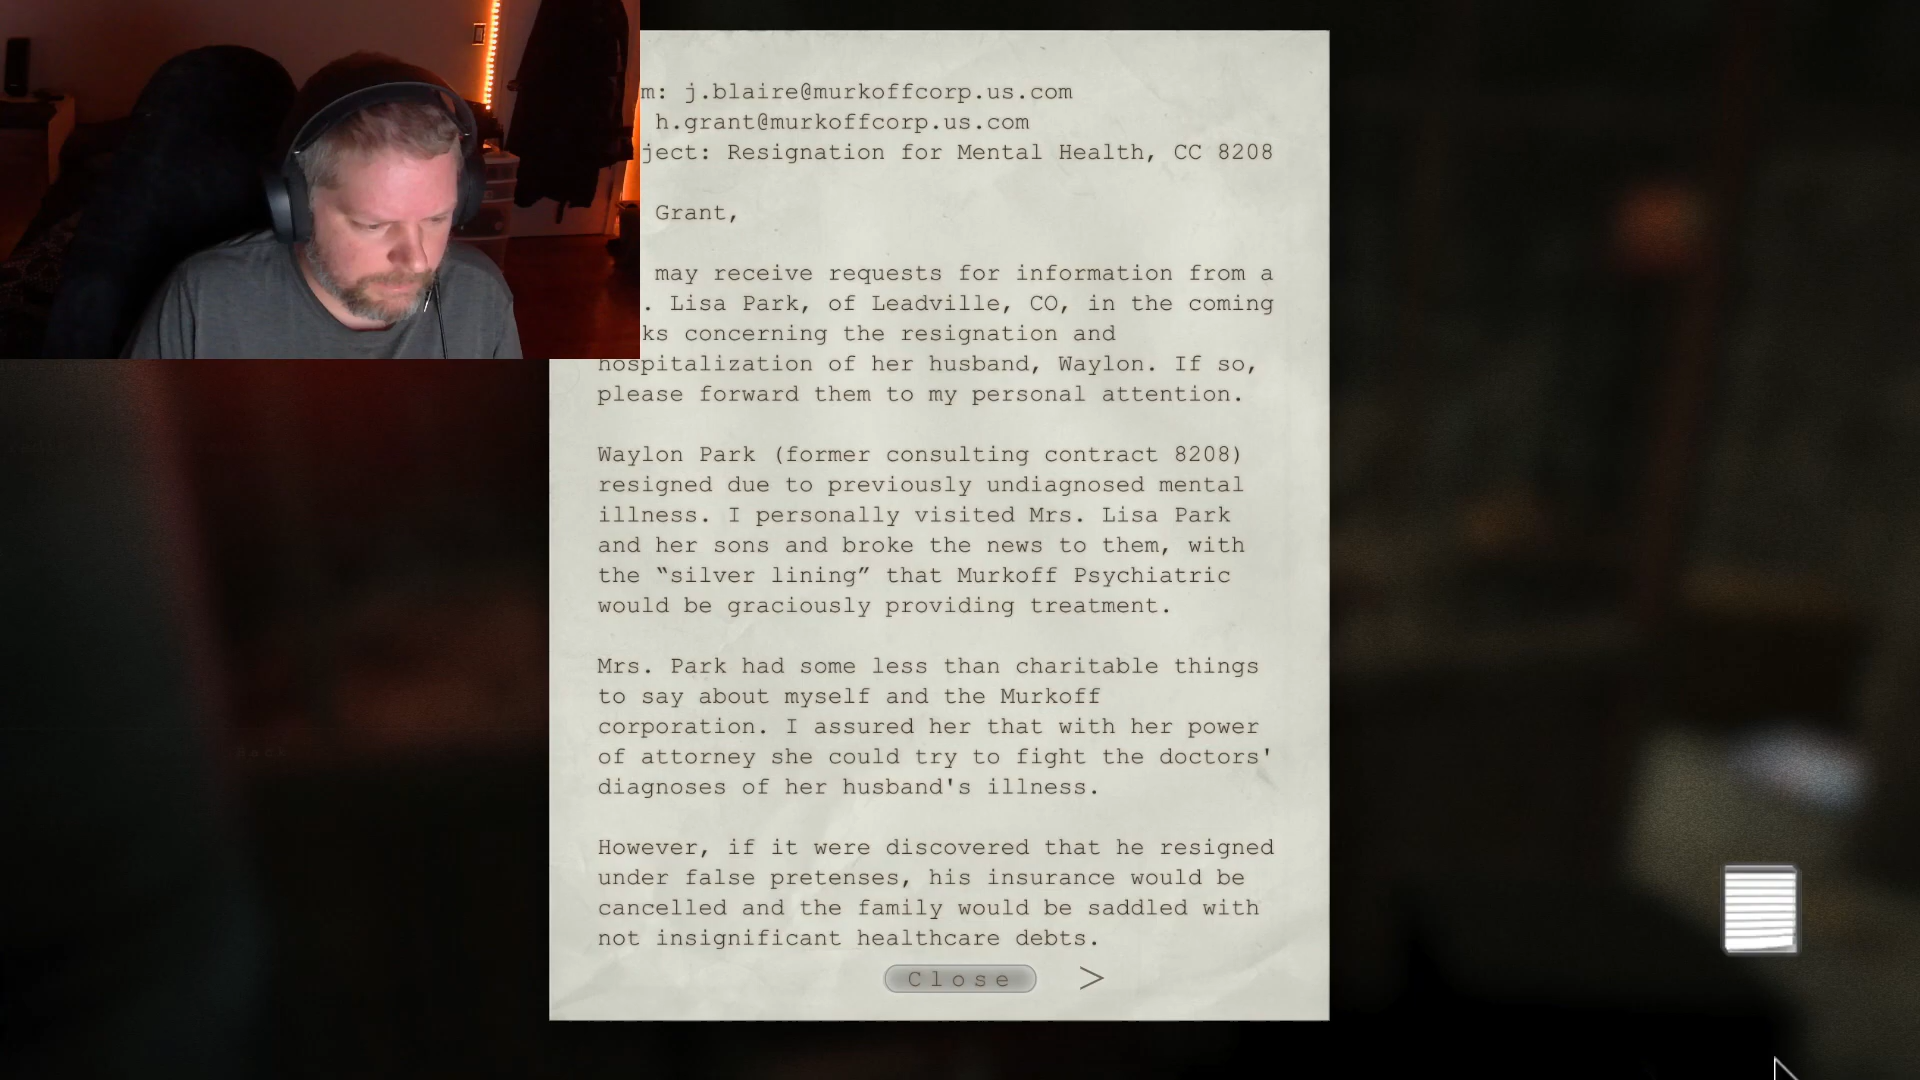 m: j.blaire@murkoffcorp.us.com
h.grant@murkoffcorp.us.com
ject: Resignation for Mental Health, CC 8208
Grant,
may receive requests for information from a
. Lisa Park, of Leadville, CO, in the coming
ks concerning the resignation and
hospitalization of her husband, Waylon. If so,
please forward them to my personal attention.
Waylon Park (former consulting contract 8208)
resigned due to previously undiagnosed mental
illness. I personally visited Mrs. Lisa Park
and her sons and broke the news to them, with
the “silver lining” that Murkoff Psychiatric
would be graciously providing treatment.
Mrs. Park had some less than charitable things
to say about myself and the Murkoff
corporation. I assured her that with her power
of attorney she could try to fight the doctors'
diagnoses of her husband's illness.
However, if it were discovered that he resigned
under false pretenses, his insurance would be
cancelled and the family would be saddled with
not insignificant healthcare debts.
Close >
Back